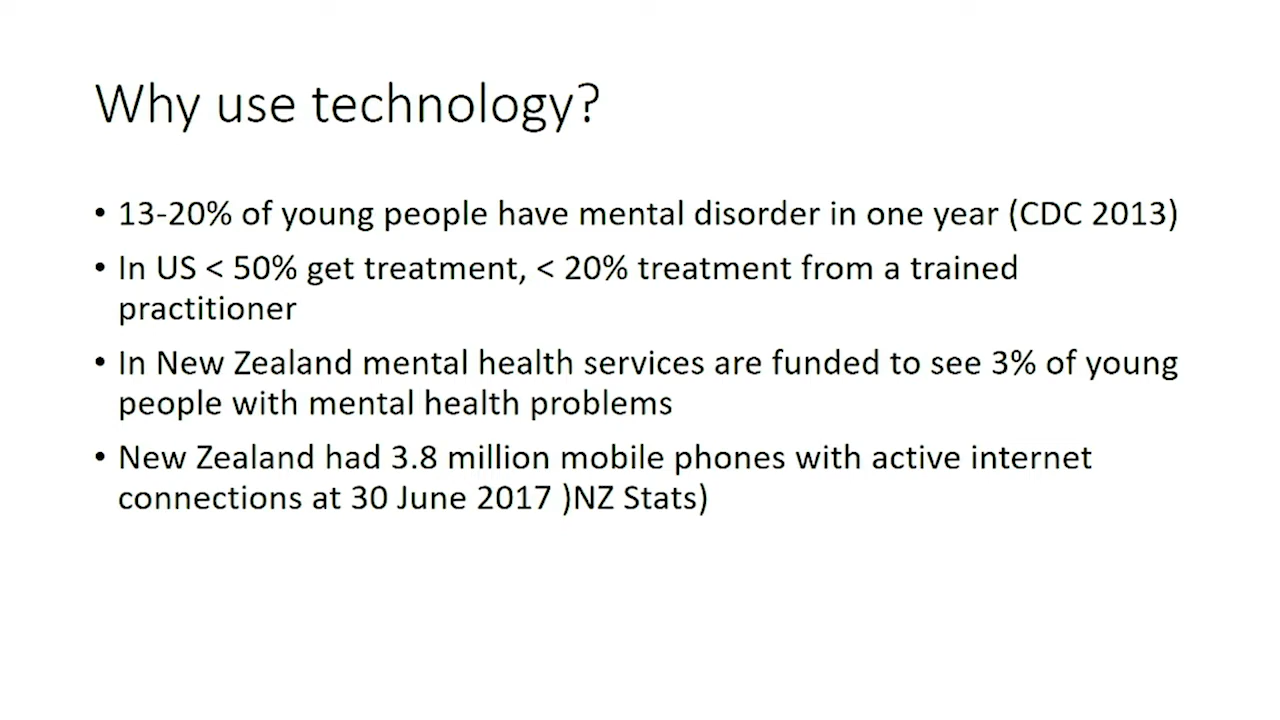 Why use technology?
• 13-20% of young people have mental disorder in one year (CDC 2013)
• In US < 50% get treatment, < 20% treatment from a trained
practitioner
• In New Zealand mental health services are funded to see 3% of young
people with mental health problems
• New Zealand had 3.8 million mobile phones with active internet
connections at 30 June 2017 )NZ Stats)